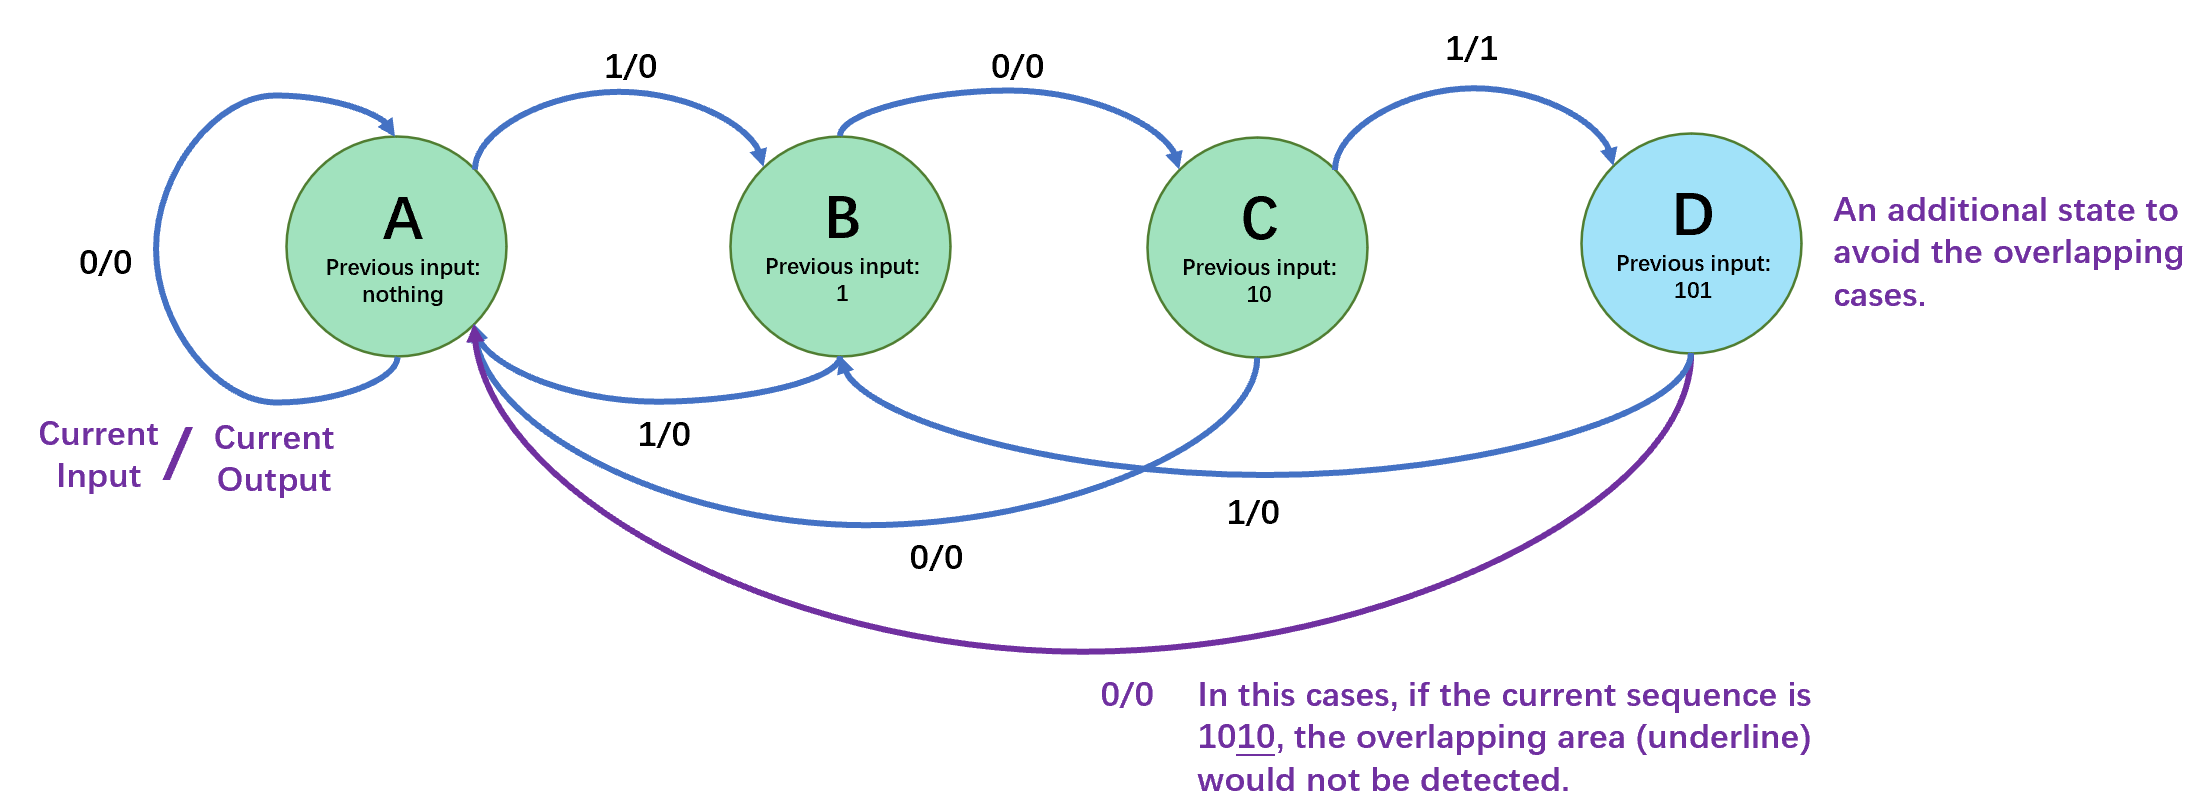 1/0
0/0
1/1
0/0
A
Previous input:
nothing
B
Previous input:
1
C
Previous input:
10
D
Previous input:
101
An additional state to
avoid the overlapping
cases.
Current
Input
/
Current
Output
1/0
0/0
1/0
0/0
In this cases, if the current sequence is
1010, the overlapping area (underline)
would not be detected.